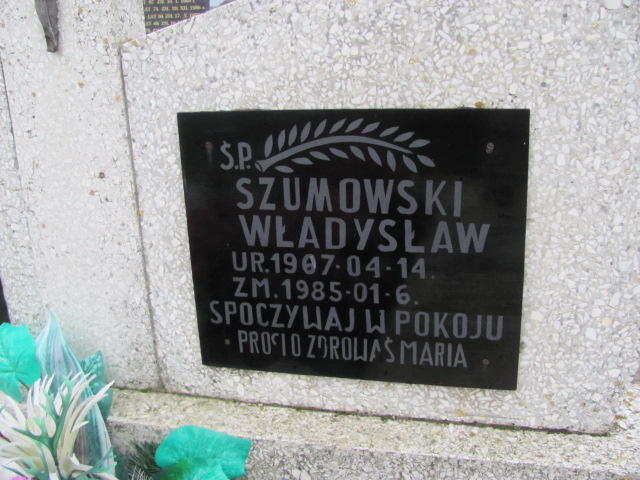 Ś.P.
SZUMOWSKI
WŁADYSŁAW
UR. 1907-04-14.
ZM. 1985-01-6.
SPOCZYWAJ W POKOJU
PROSI O ZDROWAŚ MARIA